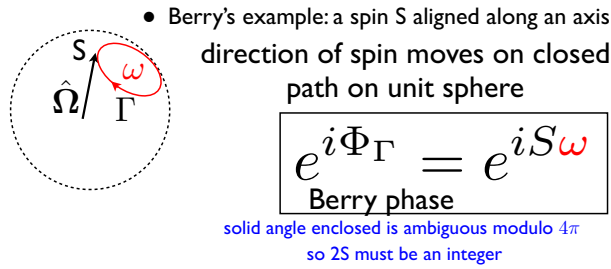 • Berry's example: a spin S aligned along an axis
direction of spin moves on closed
path on unit sphere
S
ω
Ω̂
Γ
e^{iΦ_Γ} = e^{iSω}
Berry phase
solid angle enclosed is ambiguous modulo 4π
so 2S must be an integer